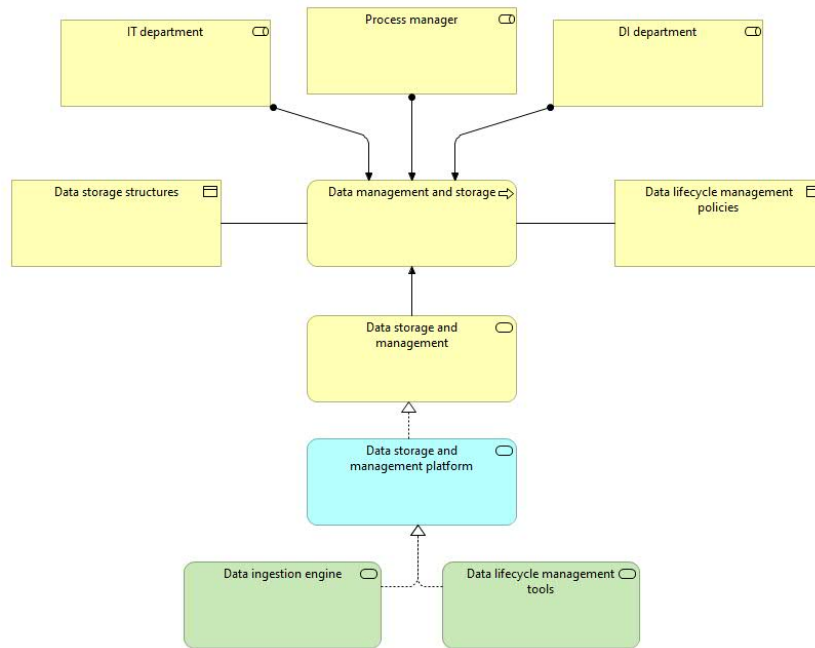 IT department
Process manager
DI department
Data storage structures
Data management and storage
Data lifecycle management
policies
Data storage and
management
Data storage and
management platform
Data ingestion engine
Data lifecycle management
tools